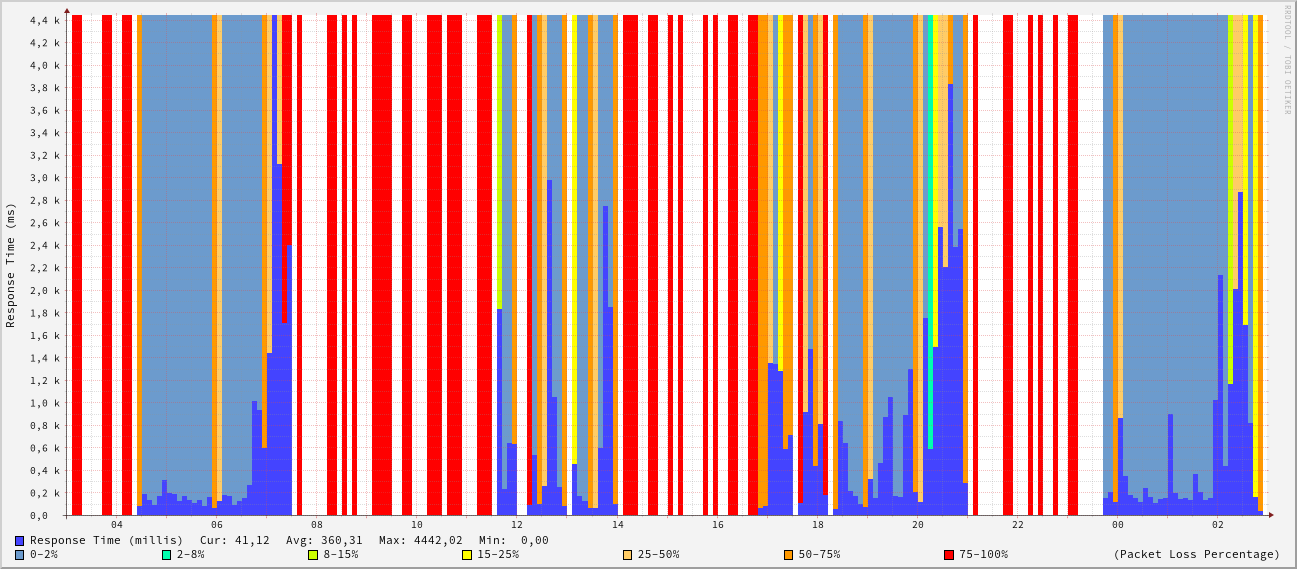 RRDTOOL / TOBI OETIKER
Response Time (ms)
4,4 k
4,2 k
4,0 k
3,8 k
3,6 k
3,4 k
3,2 k
3,0 k
2,8 k
2,6 k
2,4 k
2,2 k
2,0 k
1,8 k
1,6 k
1,4 k
1,2 k
1,0 k
0,8 k
0,6 k
0,4 k
0,2 k
0,0
04 06 08 10 12 14 16 18 20 22 00 02
Response Time (millis) Cur: 41,12 Avg: 360,31 Max: 4442,02 Min: 0,00
0-2% 2-8% 8-15% 15-25% 25-50% 50-75% 75-100% (Packet Loss Percentage)